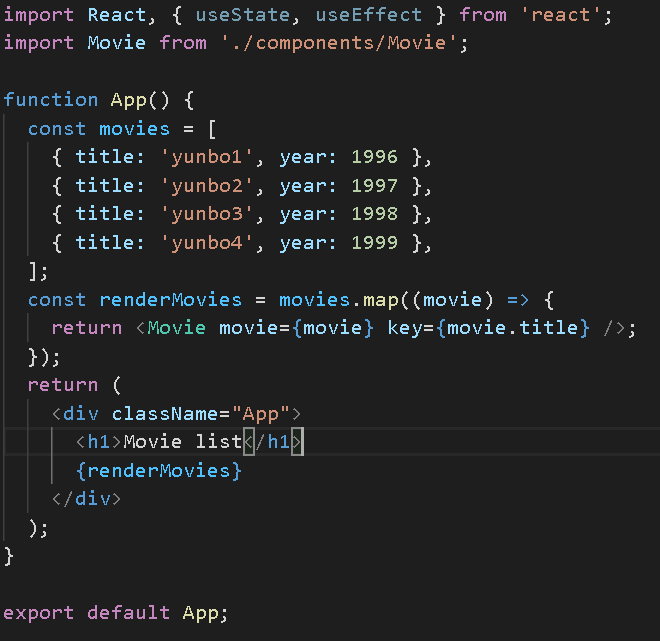 import React, { useState, useEffect } from 'react';
import Movie from './components/Movie';

function App() {
  const movies = [
    { title: 'yunbo1', year: 1996 },
    { title: 'yunbo2', year: 1997 },
    { title: 'yunbo3', year: 1998 },
    { title: 'yunbo4', year: 1999 },
  ];
  const renderMovies = movies.map((movie) => {
    return <Movie movie={movie} key={movie.title} />;
  });
  return (
    <div className="App">
      <h1>Movie list</h1>
      {renderMovies}
    </div>
  );
}

export default App;